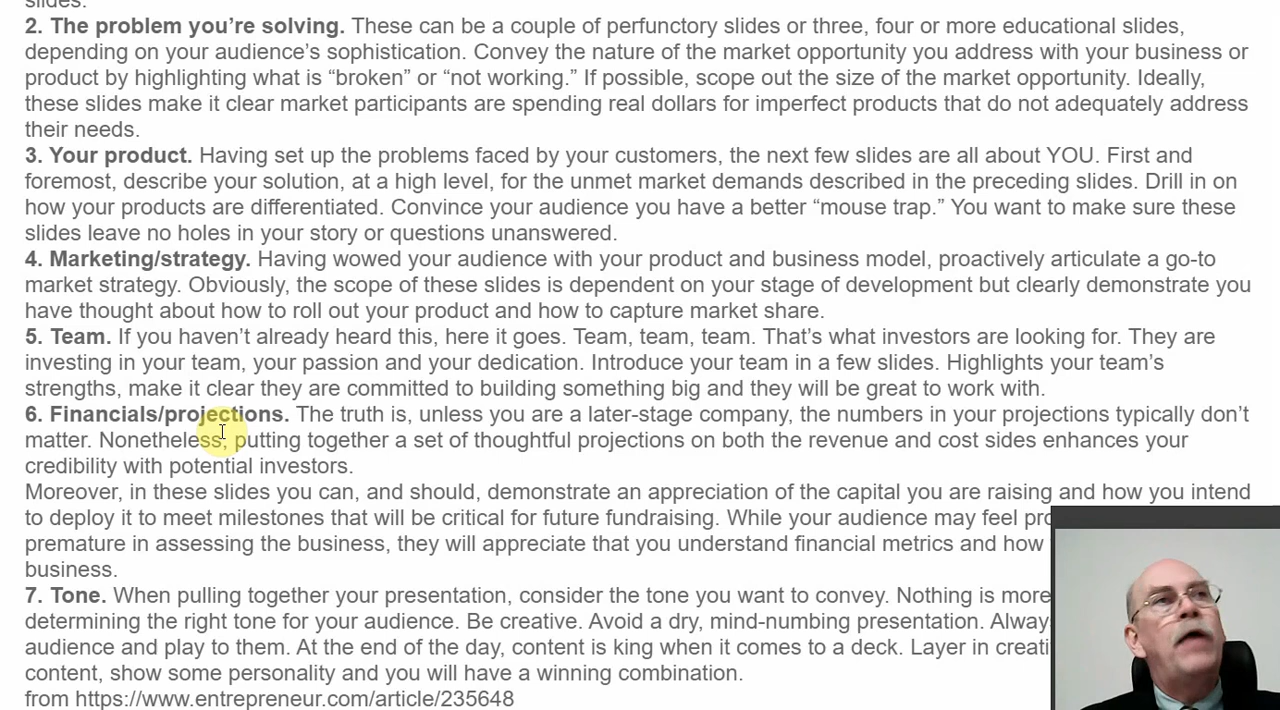 slides.
2. The problem you’re solving. These can be a couple of perfunctory slides or three, four or more educational slides,
depending on your audience’s sophistication. Convey the nature of the market opportunity you address with your business or
product by highlighting what is “broken” or “not working.” If possible, scope out the size of the market opportunity. Ideally,
these slides make it clear market participants are spending real dollars for imperfect products that do not adequately address
their needs.
3. Your product. Having set up the problems faced by your customers, the next few slides are all about YOU. First and
foremost, describe your solution, at a high level, for the unmet market demands described in the preceding slides. Drill in on
how your products are differentiated. Convince your audience you have a better “mouse trap.” You want to make sure these
slides leave no holes in your story or questions unanswered.
4. Marketing/strategy. Having wowed your audience with your product and business model, proactively articulate a go-to
market strategy. Obviously, the scope of these slides is dependent on your stage of development but clearly demonstrate you
have thought about how to roll out your product and how to capture market share.
5. Team. If you haven’t already heard this, here it goes. Team, team, team. That’s what investors are looking for. They are
investing in your team, your passion and your dedication. Introduce your team in a few slides. Highlights your team’s
strengths, make it clear they are committed to building something big and they will be great to work with.
6. Financials/projections. The truth is, unless you are a later-stage company, the numbers in your projections typically don’t
matter. Nonetheless, putting together a set of thoughtful projections on both the revenue and cost sides enhances your
credibility with potential investors.
Moreover, in these slides you can, and should, demonstrate an appreciation of the capital you are raising and how you intend
to deploy it to meet milestones that will be critical for future fundraising. While your audience may feel
premature in assessing the business, they will appreciate that you understand financial metrics and how
business.
7. Tone. When pulling together your presentation, consider the tone you want to convey. Nothing is more
determining the right tone for your audience. Be creative. Avoid a dry, mind-numbing presentation.
audience and play to them. At the end of the day, content is king when it comes to a deck. Layer in
content, show some personality and you will have a winning combination.
from https://www.entrepreneur.com/article/235648